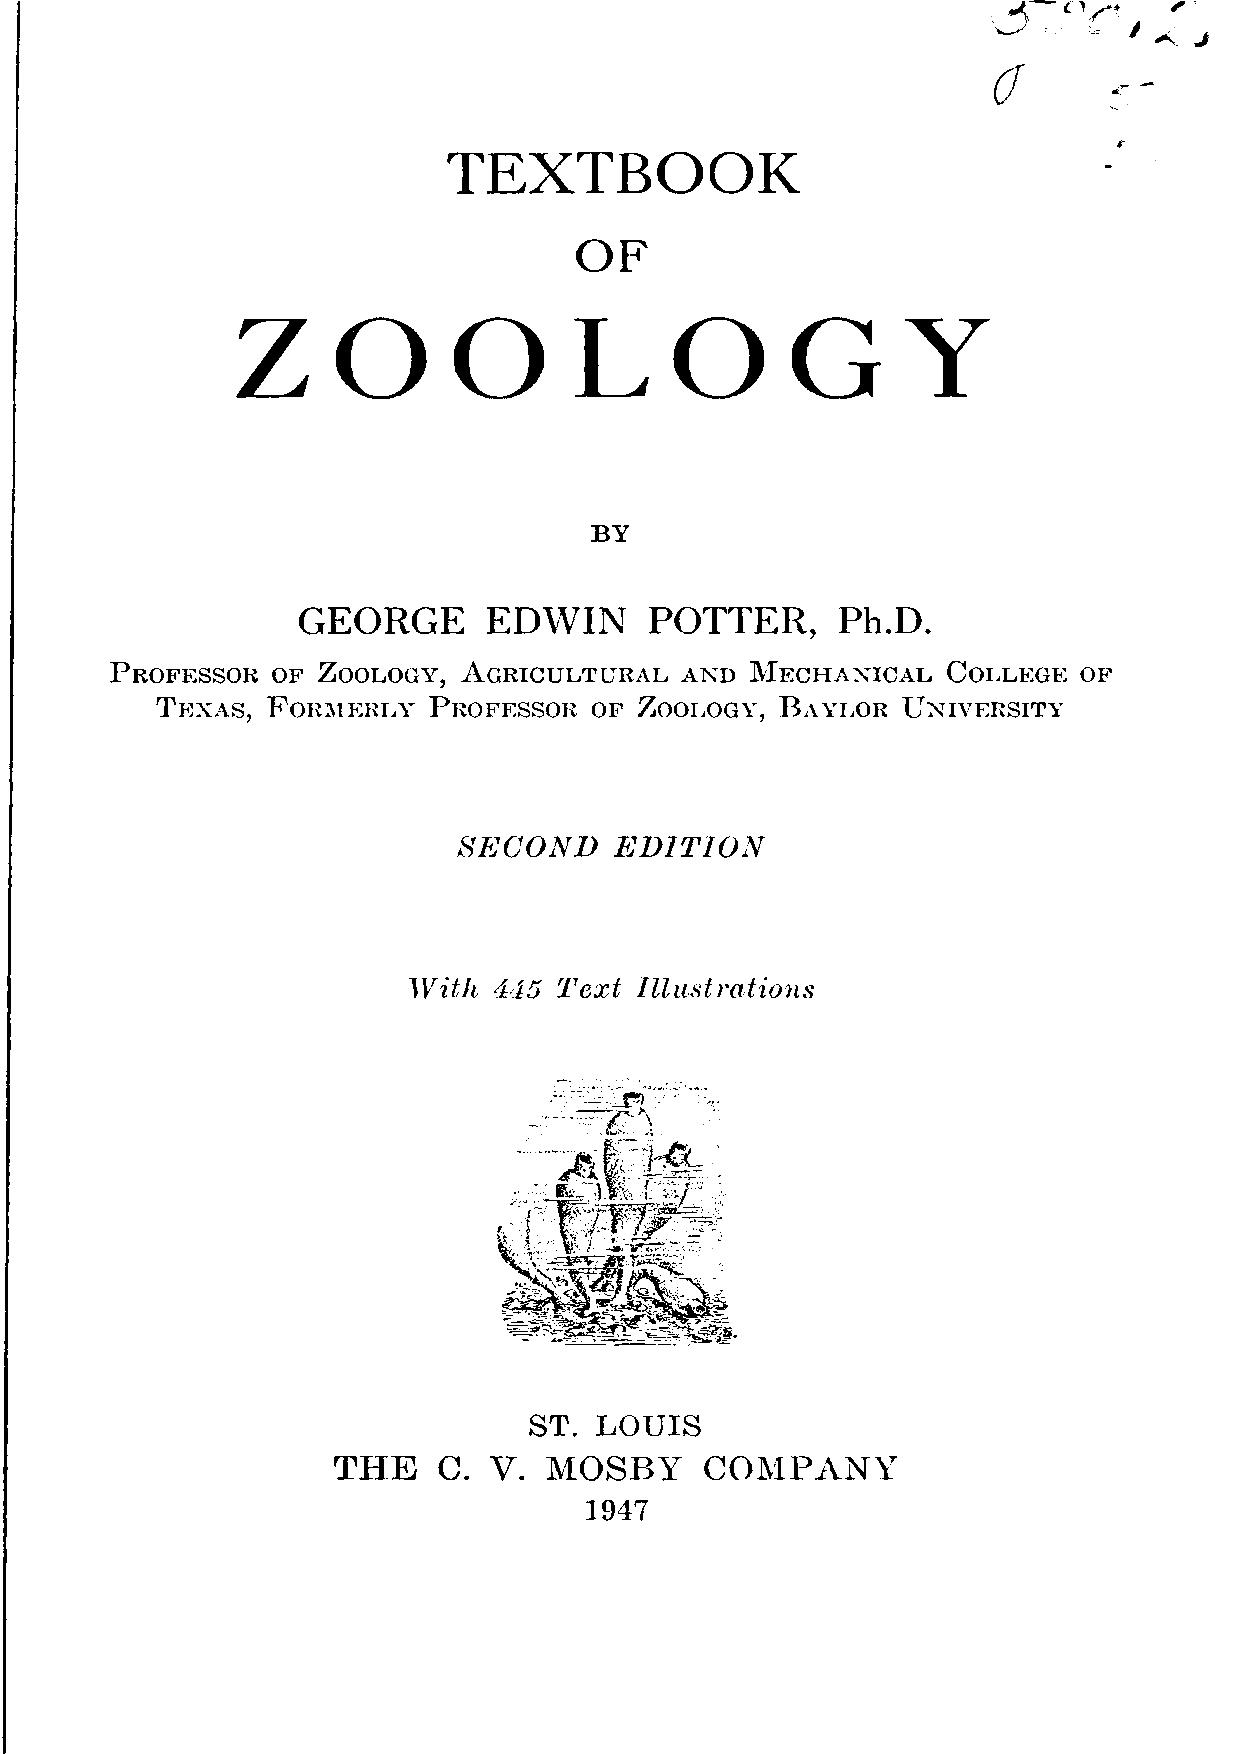 TEXTBOOK
OF
ZOOLOGY
BY
GEORGE EDWIN POTTER, Ph.D.
PROFESSOR OF ZOOLOGY, AGRICULTURAL AND MECHANICAL COLLEGE OF
TEXAS, FORMERLY PROFESSOR OF ZOOLOGY, BAYLOR UNIVERSITY
SECOND EDITION
With 445 Text Illustrations
ST. LOUIS
THE C. V. MOSBY COMPANY
1947